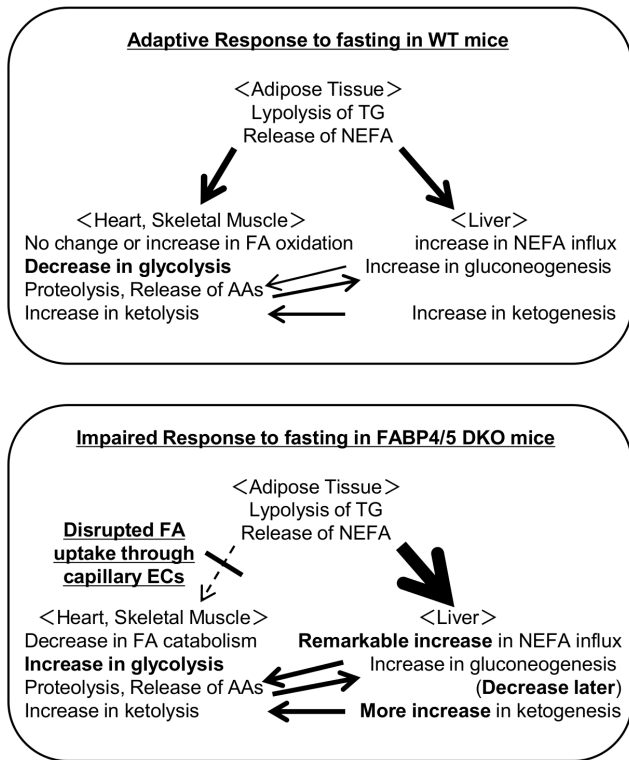 Adaptive Response to fasting in WT mice
＜Adipose Tissue＞
Lypolysis of TG
Release of NEFA
＜Heart, Skeletal Muscle＞
No change or increase in FA oxidation
Decrease in glycolysis
Proteolysis, Release of AAs
Increase in ketolysis
＜Liver＞
increase in NEFA influx
Increase in gluconeogenesis
Increase in ketogenesis
Impaired Response to fasting in FABP4/5 DKO mice
＜Adipose Tissue＞
Lypolysis of TG
Release of NEFA
Disrupted FA
uptake through
capillary ECs
＜Heart, Skeletal Muscle＞
Decrease in FA catabolism
Increase in glycolysis
Proteolysis, Release of AAs
Increase in ketolysis
＜Liver＞
Remarkable increase in NEFA influx
Increase in gluconeogenesis
(Decrease later)
More increase in ketogenesis